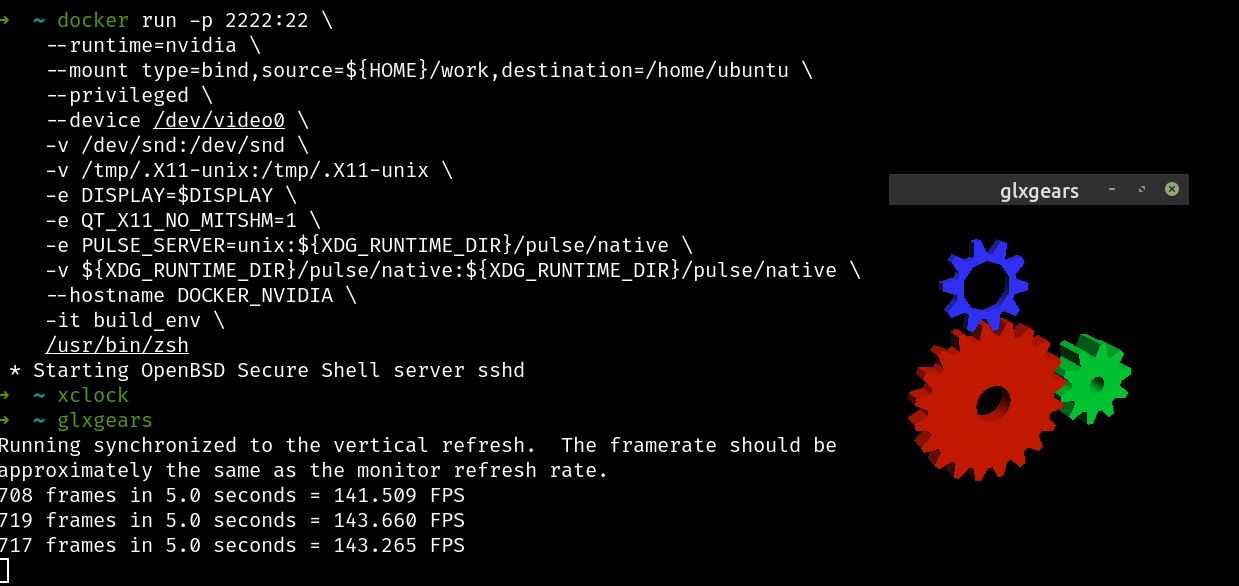 →  ~ docker run -p 2222:22 \
    --runtime=nvidia \
    --mount type=bind,source=${HOME}/work,destination=/home/ubuntu \
    --privileged \
    --device /dev/video0 \
    -v /dev/snd:/dev/snd \
    -v /tmp/.X11-unix:/tmp/.X11-unix \
    -e DISPLAY=$DISPLAY \
    -e QT_X11_NO_MITSHM=1 \
    -e PULSE_SERVER=unix:${XDG_RUNTIME_DIR}/pulse/native \
    -v ${XDG_RUNTIME_DIR}/pulse/native:${XDG_RUNTIME_DIR}/pulse/native \
    --hostname DOCKER_NVIDIA \
    -it build_env \
    /usr/bin/zsh
 * Starting OpenBSD Secure Shell server sshd
→  ~ xclock
→  ~ glxgears
Running synchronized to the vertical refresh.  The framerate should be
approximately the same as the monitor refresh rate.
708 frames in 5.0 seconds = 141.509 FPS
719 frames in 5.0 seconds = 143.660 FPS
717 frames in 5.0 seconds = 143.265 FPS
glxgears